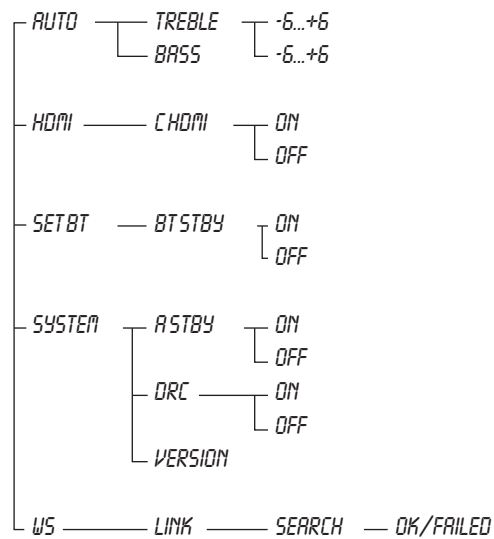 AUTO TREBLE -6...+6
BASS -6...+6
HDMI C HDMI ON
OFF
SET BT BT STBY ON
OFF
SYSTEM A STBY ON
OFF
DRC ON
OFF
VERSION
WS LINK SEARCH OK/FAILED